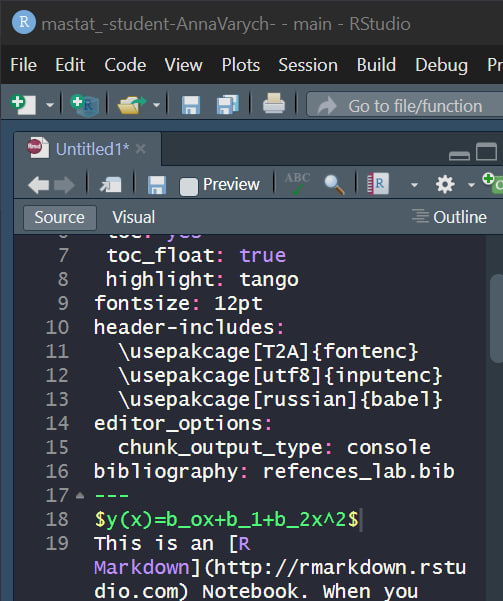 mastat_-student-AnnaVarych- - main - RStudio
File Edit Code View Plots Session Build Debug Pr
Go to file/function
Untitled1*
Preview ABC
Source Visual Outline
6 toc: yes
7 toc_float: true
8 highlight: tango
9 fontsize: 12pt
10 header-includes:
11 \usepakcage[T2A]{fontenc}
12 \usepakcage[utf8]{inputenc}
13 \usepakcage[russian]{babel}
14 editor_options:
15 chunk_output_type: console
16 bibliography: refences_lab.bib
17 ---
18 $y(x)=b_ox+b_1+b_2x^2$
19 This is an [R
Markdown](http://rmarkdown.rstu
dio.com) Notebook. When you